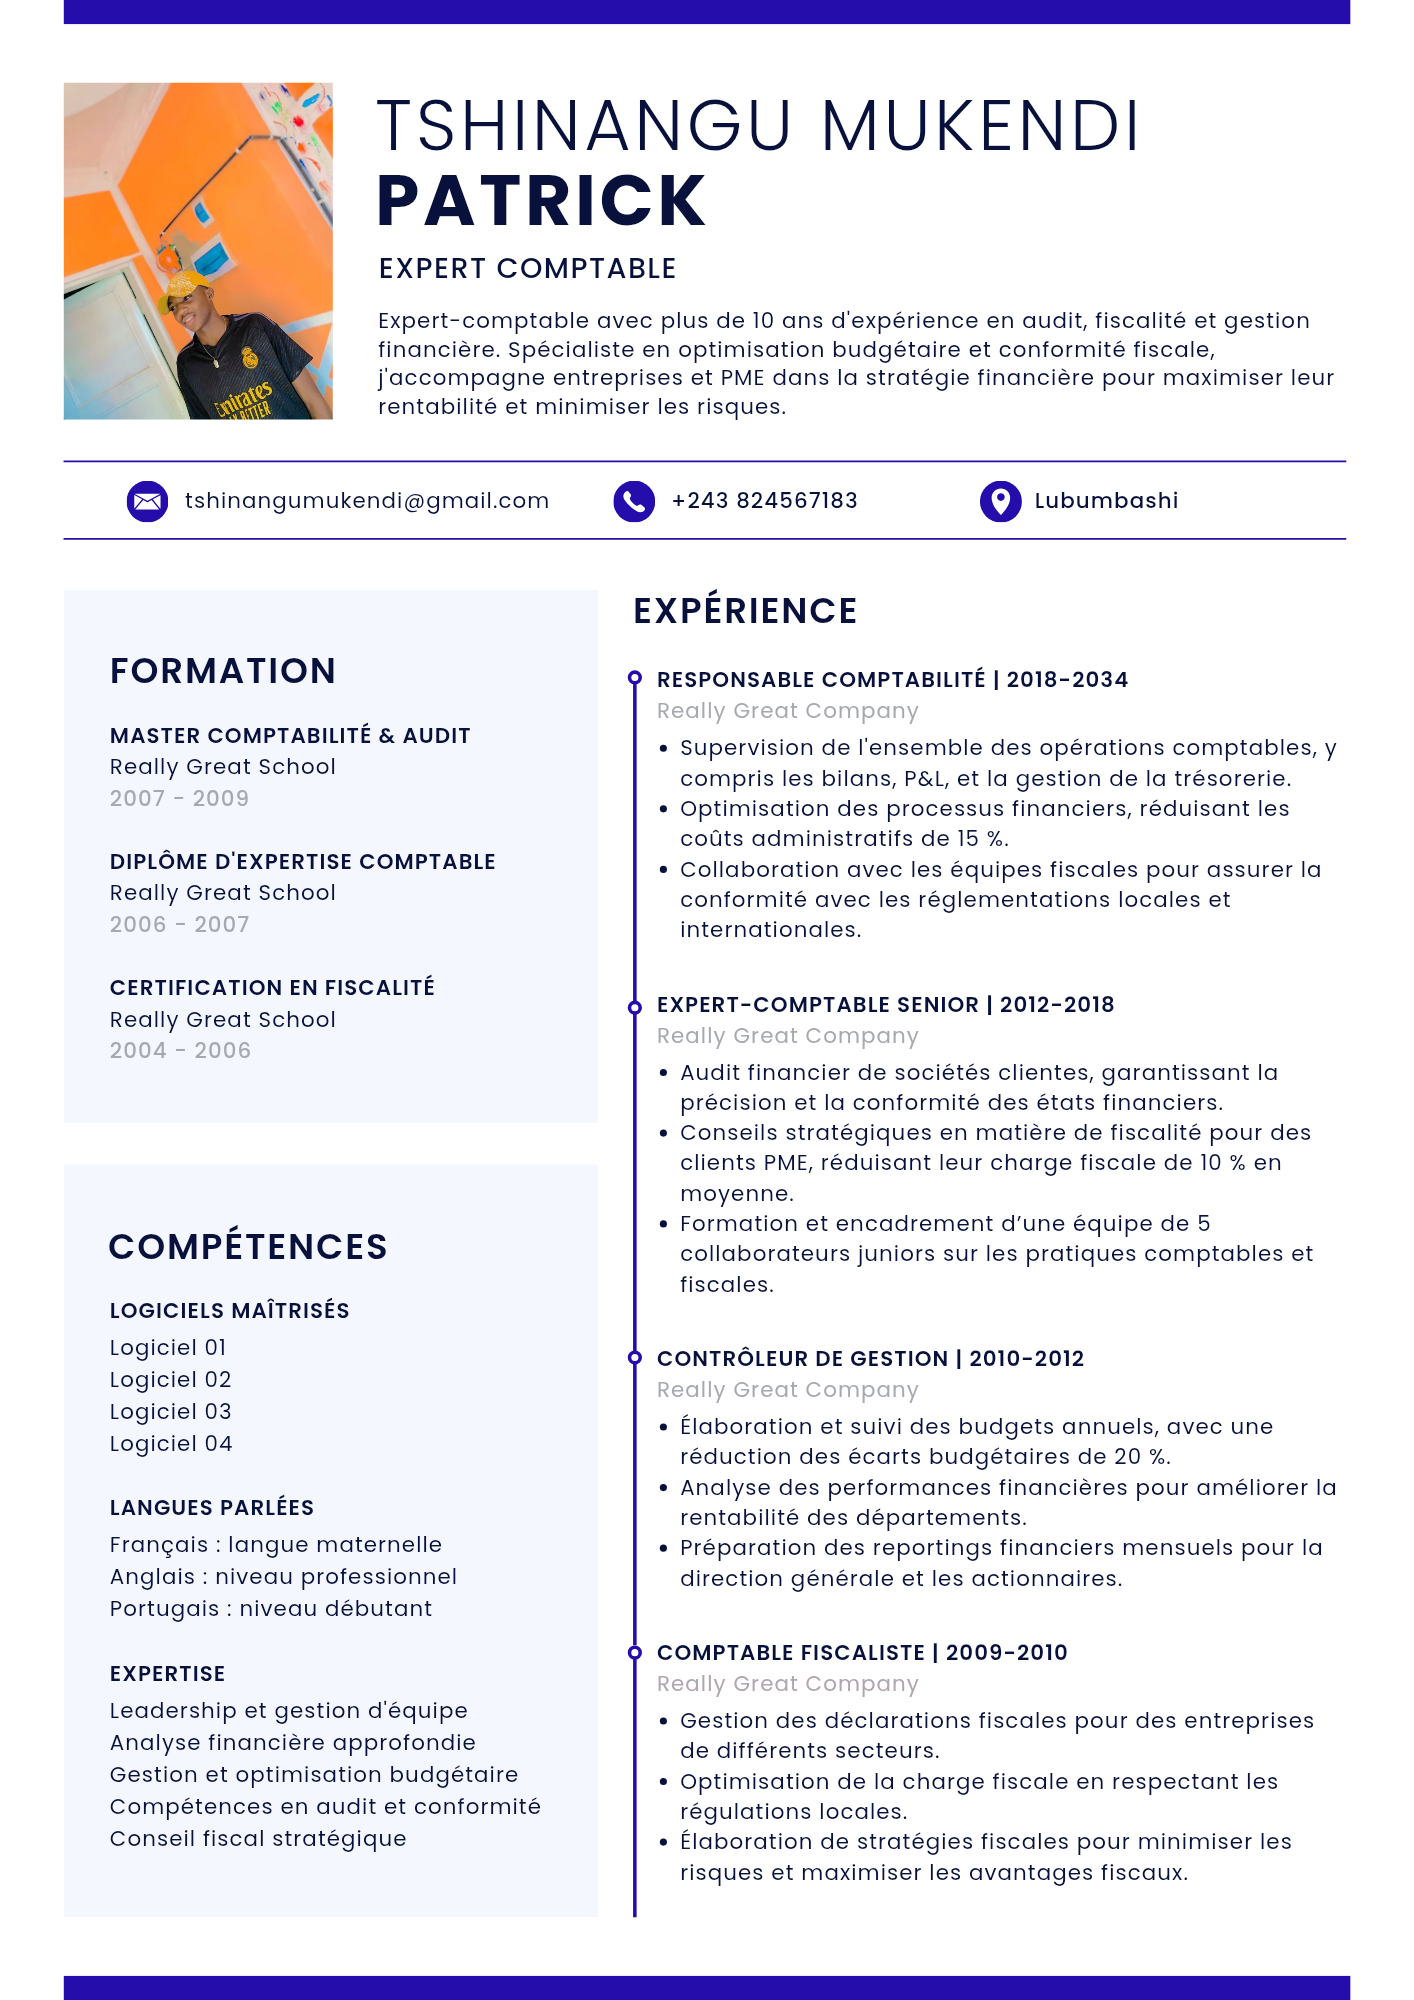 TSHINANGU MUKENDI
PATRICK
EXPERT COMPTABLE
Expert-comptable avec plus de 10 ans d'expérience en audit, fiscalité et gestion
financière. Spécialiste en optimisation budgétaire et conformité fiscale,
j'accompagne entreprises et PME dans la stratégie financière pour maximiser leur
rentabilité et minimiser les risques.
Emirates
FLY BETTER
tshinangumukendi@gmail.com
+243 824567183
Lubumbashi
FORMATION
MASTER COMPTABILITÉ & AUDIT
Really Great School
2007 - 2009
DIPLÔME D'EXPERTISE COMPTABLE
Really Great School
2006 - 2007
CERTIFICATION EN FISCALITÉ
Really Great School
2004 - 2006
COMPÉTENCES
LOGICIELS MAÎTRISÉS
Logiciel 01
Logiciel 02
Logiciel 03
Logiciel 04
LANGUES PARLÉES
Français : langue maternelle
Anglais : niveau professionnel
Portugais : niveau débutant
EXPERTISE
Leadership et gestion d'équipe
Analyse financière approfondie
Gestion et optimisation budgétaire
Compétences en audit et conformité
Conseil fiscal stratégique
EXPÉRIENCE
RESPONSABLE COMPTABILITÉ | 2018-2034
Really Great Company
• Supervision de l'ensemble des opérations comptables, y
compris les bilans, P&L, et la gestion de la trésorerie.
• Optimisation des processus financiers, réduisant les
coûts administratifs de 15 %.
• Collaboration avec les équipes fiscales pour assurer la
conformité avec les réglementations locales et
internationales.
EXPERT-COMPTABLE SENIOR | 2012-2018
Really Great Company
• Audit financier de sociétés clientes, garantissant la
précision et la conformité des états financiers.
• Conseils stratégiques en matière de fiscalité pour des
clients PME, réduisant leur charge fiscale de 10 % en
moyenne.
• Formation et encadrement d’une équipe de 5
collaborateurs juniors sur les pratiques comptables et
fiscales.
CONTRÔLEUR DE GESTION | 2010-2012
Really Great Company
• Élaboration et suivi des budgets annuels, avec une
réduction des écarts budgétaires de 20 %.
• Analyse des performances financières pour améliorer la
rentabilité des départements.
• Préparation des reportings financiers mensuels pour la
direction générale et les actionnaires.
COMPTABLE FISCALISTE | 2009-2010
Really Great Company
• Gestion des déclarations fiscales pour des entreprises
de différents secteurs.
• Optimisation de la charge fiscale en respectant les
régulations locales.
• Élaboration de stratégies fiscales pour minimiser les
risques et maximiser les avantages fiscaux.